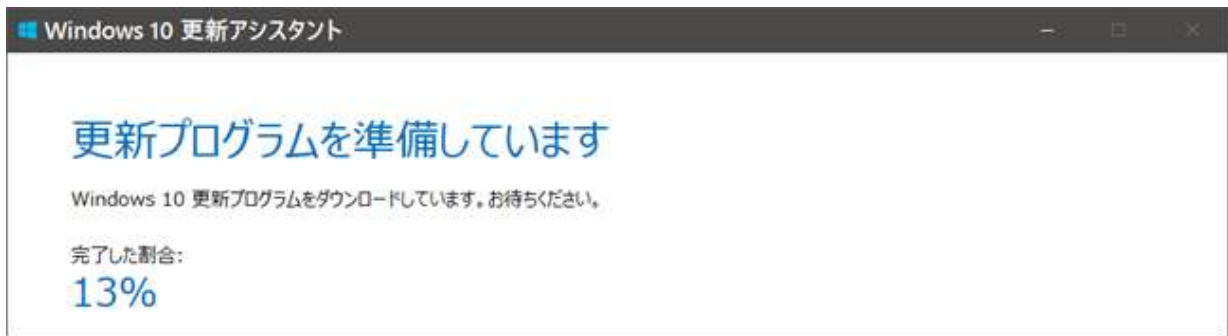 Windows 10 更新アシスタント
更新プログラムを準備しています
Windows 10 更新プログラムをダウンロードしています。お待ちください。
完了した割合:
13%